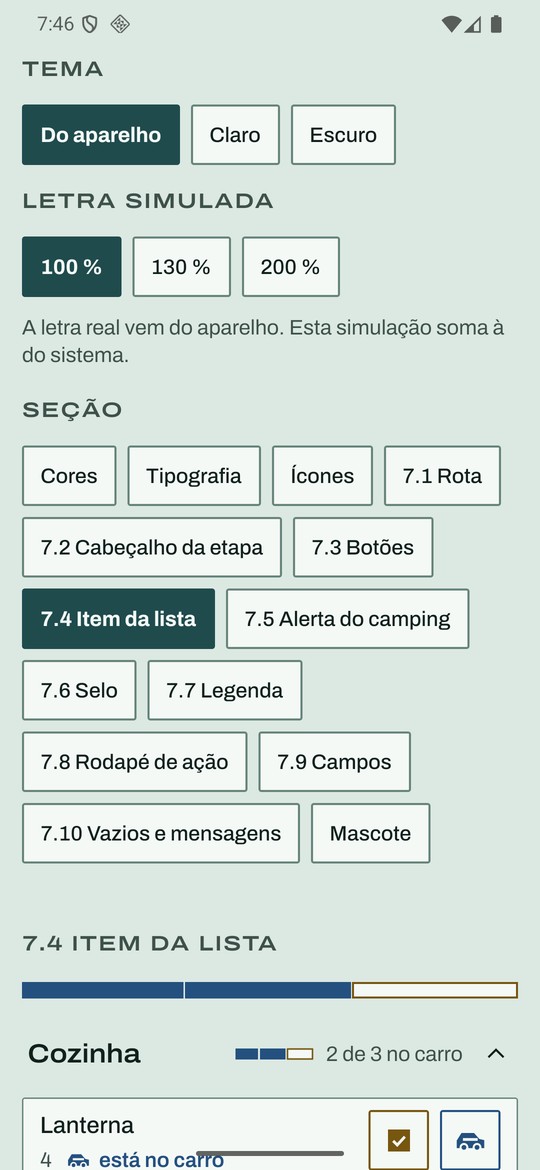 7:46
TEMA
Do aparelho Claro Escuro
LETRA SIMULADA
100 % 130 % 200 %
A letra real vem do aparelho. Esta simulação soma à
do sistema.
SEÇÃO
Cores Tipografia Ícones 7.1 Rota
7.2 Cabeçalho da etapa 7.3 Botões
7.4 Item da lista 7.5 Alerta do camping
7.6 Selo 7.7 Legenda
7.8 Rodapé de ação 7.9 Campos
7.10 Vazios e mensagens Mascote
7.4 ITEM DA LISTA
Cozinha 2 de 3 no carro
Lanterna
4 está no carro